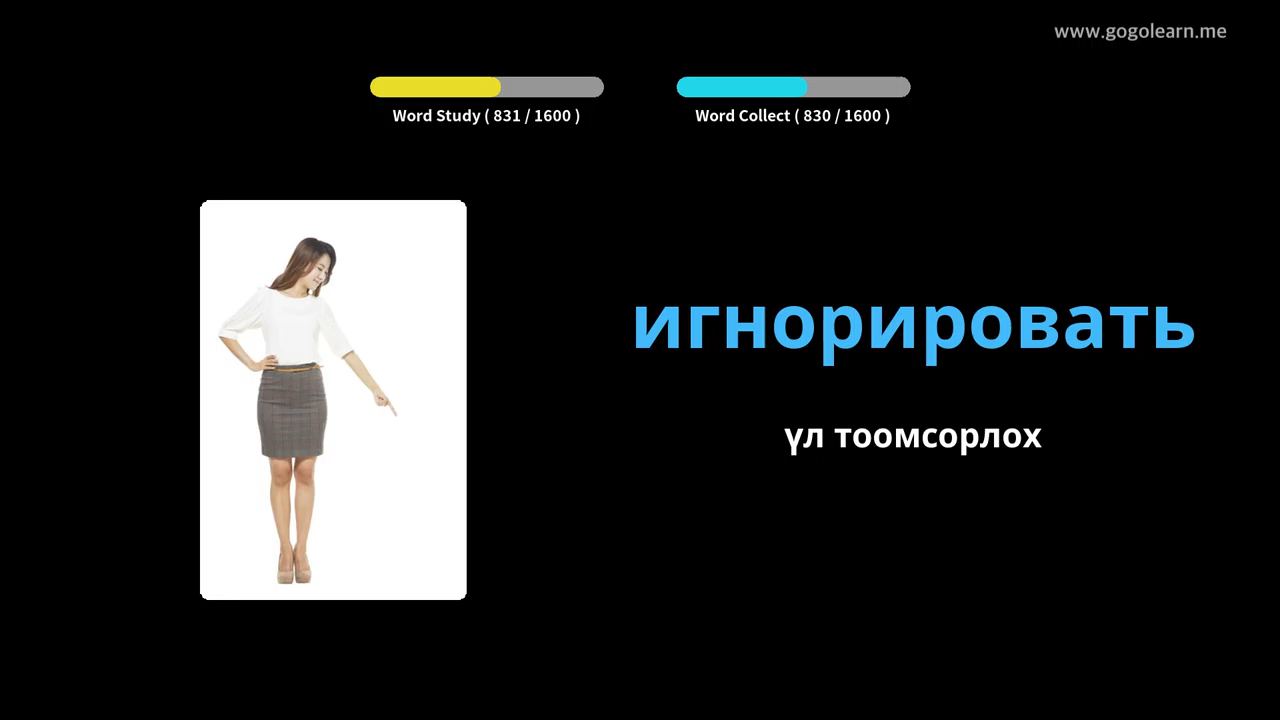 www.gogolearn.me
Word Study ( 831 / 1600 )
Word Collect ( 830 / 1600 )
игнорировать
үл тоомсорлох